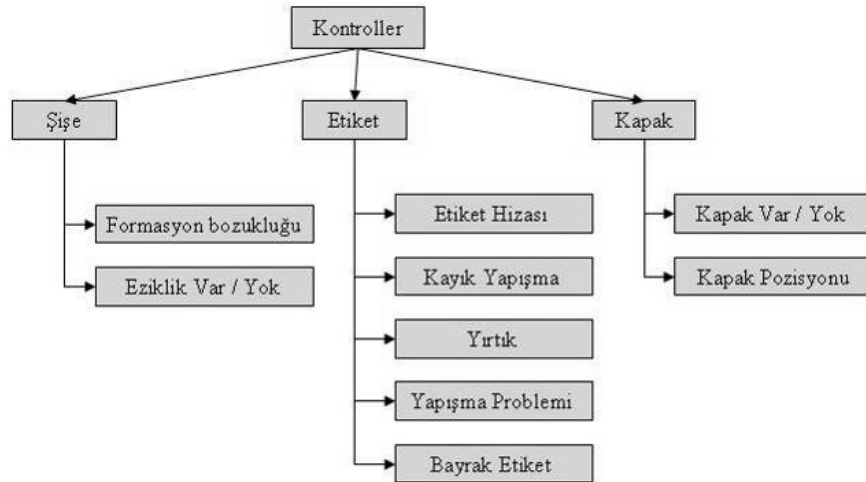 Kontroller
Şişe
Etiket
Kapak
Formasyon bozukluğu
Eziklik Var / Yok
Etiket Hizası
Kayık Yapışma
Yırtık
Yapışma Problemi
Bayrak Etiket
Kapak Var / Yok
Kapak Pozisyonu